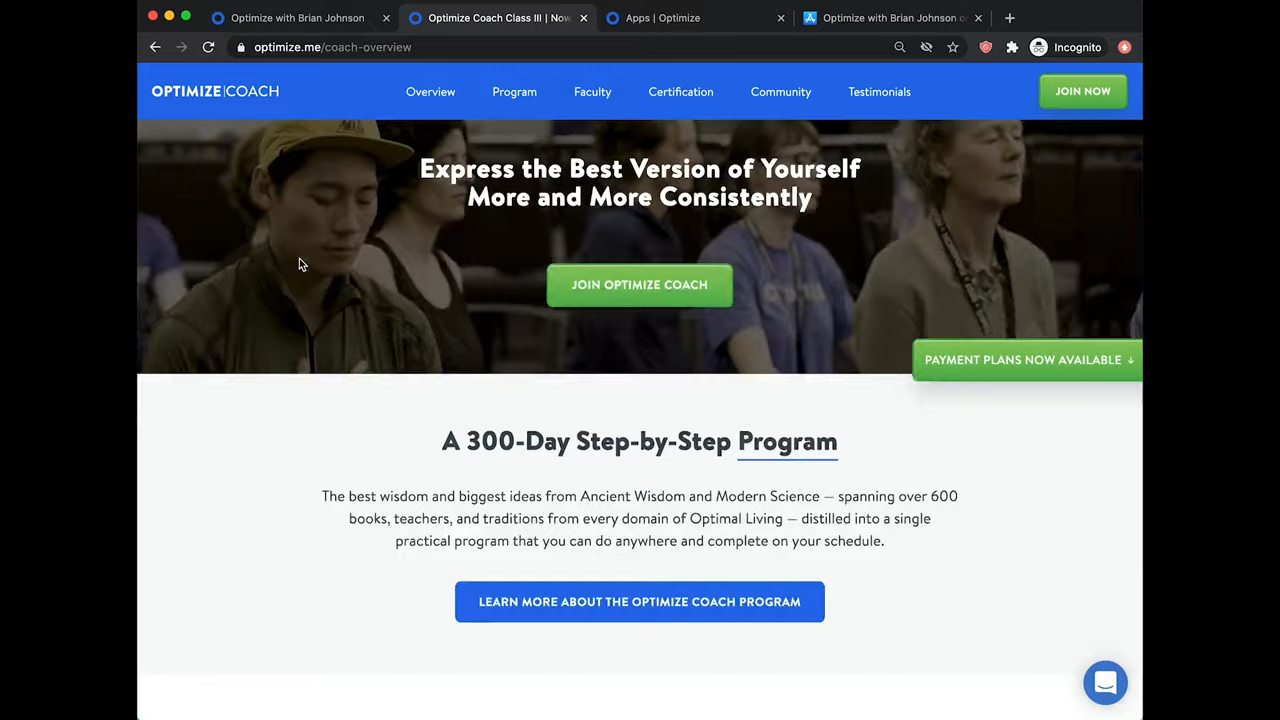 Optimize with Brian Johnson
Optimize Coach Class III | Now
Apps | Optimize
Optimize with Brian Johnson o
optimize.me/coach-overview
Incognito
OPTIMIZE|COACH
Overview
Program
Faculty
Certification
Community
Testimonials
JOIN NOW
Express the Best Version of Yourself
More and More Consistently
JOIN OPTIMIZE COACH
PAYMENT PLANS NOW AVAILABLE ↓
A 300-Day Step-by-Step Program
The best wisdom and biggest ideas from Ancient Wisdom and Modern Science — spanning over 600
books, teachers, and traditions from every domain of Optimal Living — distilled into a single
practical program that you can do anywhere and complete on your schedule.
LEARN MORE ABOUT THE OPTIMIZE COACH PROGRAM